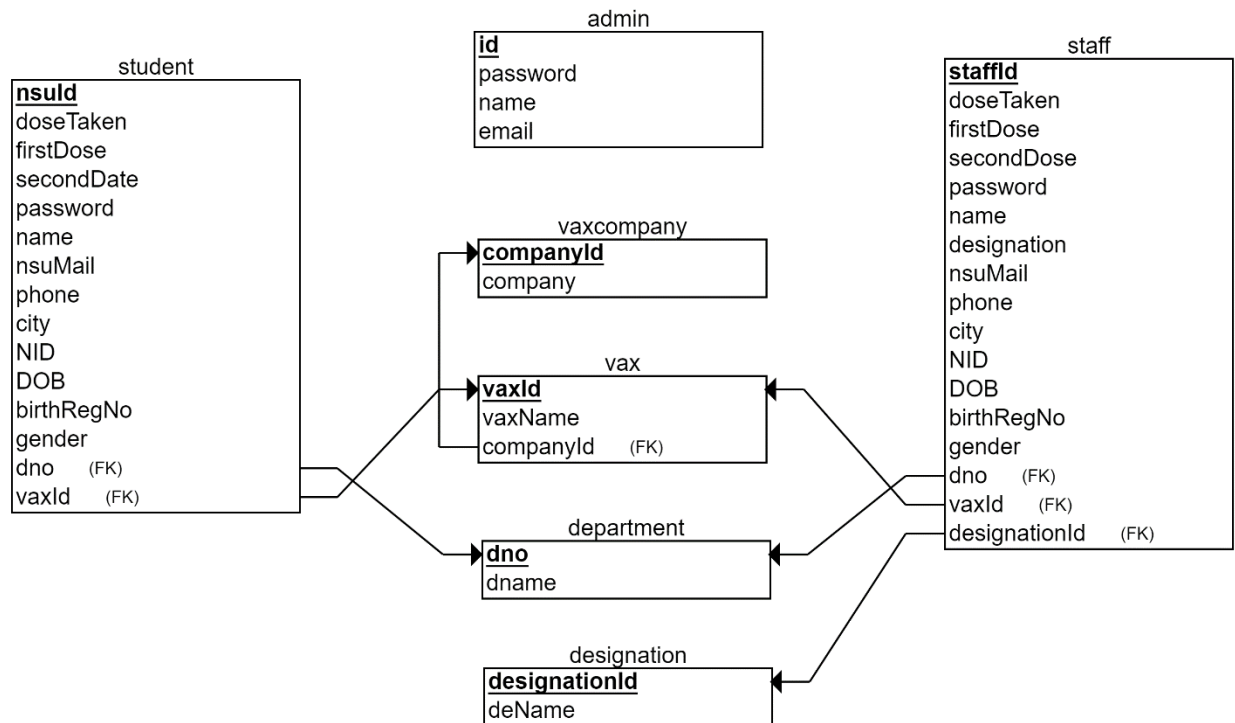 student
nsuId
doseTaken
firstDose
secondDate
password
name
nsuMail
phone
city
NID
DOB
birthRegNo
gender
dno (FK)
vaxId (FK)
admin
id
password
name
email
vaxcompany
companyId
company
vax
vaxId
vaxName
companyId (FK)
department
dno
dname
designation
designationId
deName
staff
staffId
doseTaken
firstDose
secondDose
password
name
designation
nsuMail
phone
city
NID
DOB
birthRegNo
gender
dno (FK)
vaxId (FK)
designationId (FK)